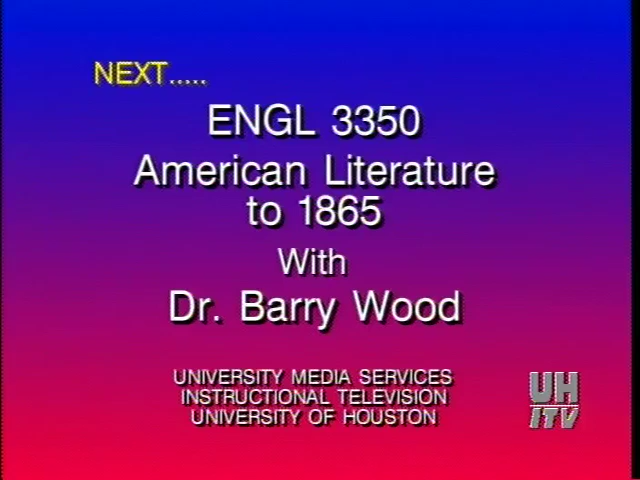 NEXT.....
ENGL 3350
American Literature
to 1865
With
Dr. Barry Wood
UNIVERSITY MEDIA SERVICES
INSTRUCTIONAL TELEVISION
UNIVERSITY OF HOUSTON
UH
ITV